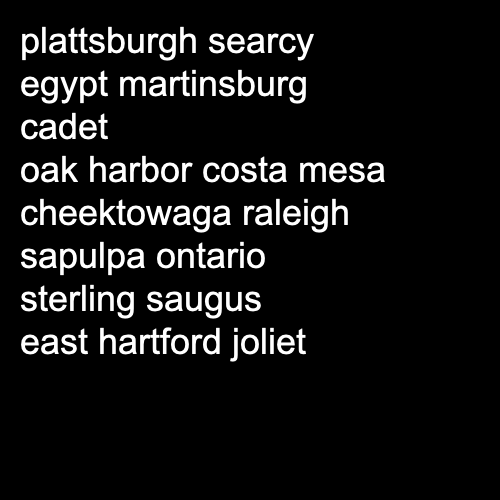 plattsburgh searcy
egypt martinsburg
cadet
oak harbor costa mesa
cheektowaga raleigh
sapulpa ontario
sterling saugus
east hartford joliet